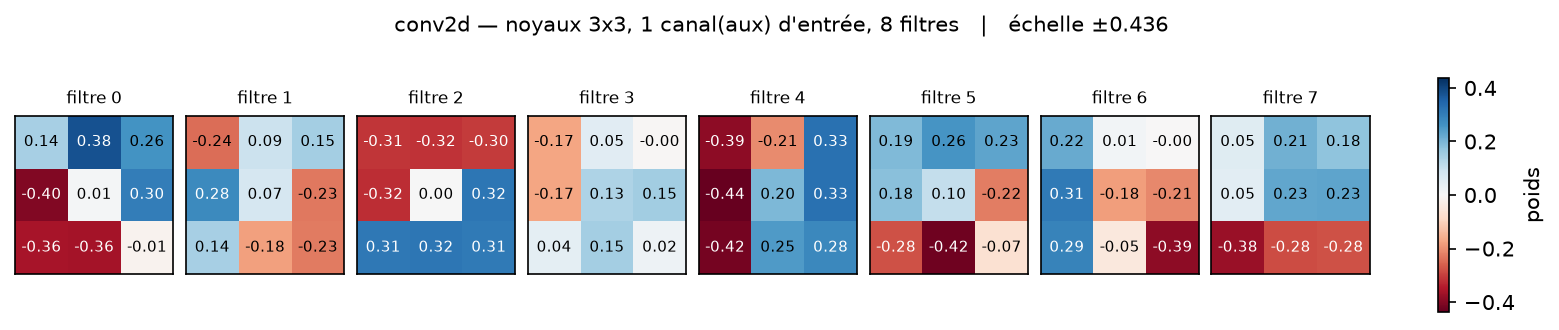 conv2d — noyaux 3x3, 1 canal(aux) d'entrée, 8 filtres | échelle ±0.436
filtre 0 filtre 1 filtre 2 filtre 3 filtre 4 filtre 5 filtre 6 filtre 7
0.14 0.38 0.26 -0.24 0.09 0.15 -0.31 -0.32 -0.30 -0.17 0.05 -0.00 -0.39 -0.21 0.33 0.19 0.26 0.23 0.22 0.01 -0.00 0.05 0.21 0.18
-0.40 0.01 0.30 0.28 0.07 -0.23 -0.32 0.00 0.32 -0.17 0.13 0.15 -0.44 0.20 0.33 0.18 0.10 -0.22 0.31 -0.18 -0.21 0.05 0.23 0.23
-0.36 -0.36 -0.01 0.14 -0.18 -0.23 0.31 0.32 0.31 0.04 0.15 0.02 -0.42 0.25 0.28 -0.28 -0.42 -0.07 0.29 -0.05 -0.39 -0.38 -0.28 -0.28
0.4
0.2
0.0
−0.2
−0.4
poids